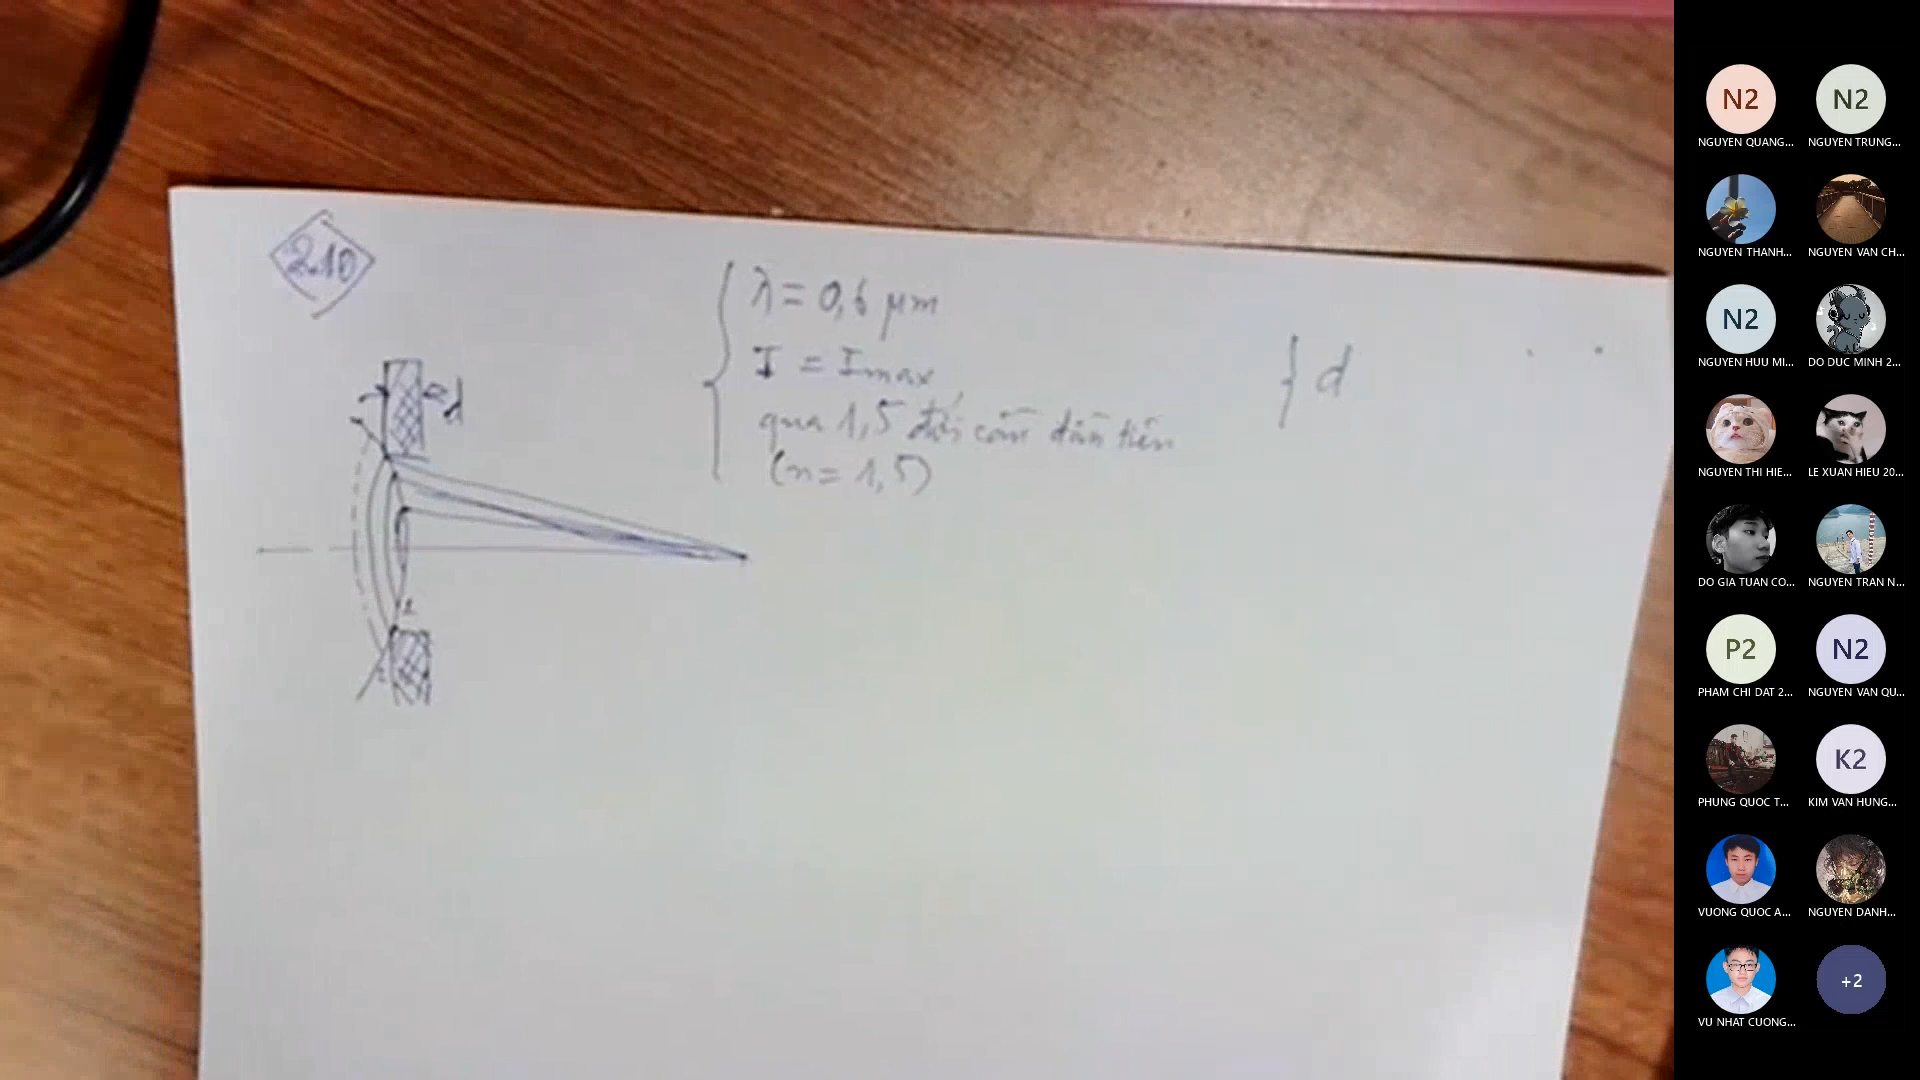 2.10
λ = 0,6 μm
I = Imax
qua 1,5 đới cầu đầu tiên
(n = 1,5)
} d
d
N2
N2
NGUYEN QUANG...
NGUYEN TRUNG...
NGUYEN THANH...
NGUYEN VAN CH...
N2
NGUYEN HUU MI...
DO DUC MINH 2...
NGUYEN THI HIE...
LE XUAN HIEU 20...
DO GIA TUAN CO...
NGUYEN TRAN N...
P2
N2
PHAM CHI DAT 2...
NGUYEN VAN QU...
K2
PHUNG QUOC T...
KIM VAN HUNG...
VUONG QUOC A...
NGUYEN DANH...
+2
VU NHAT CUONG...